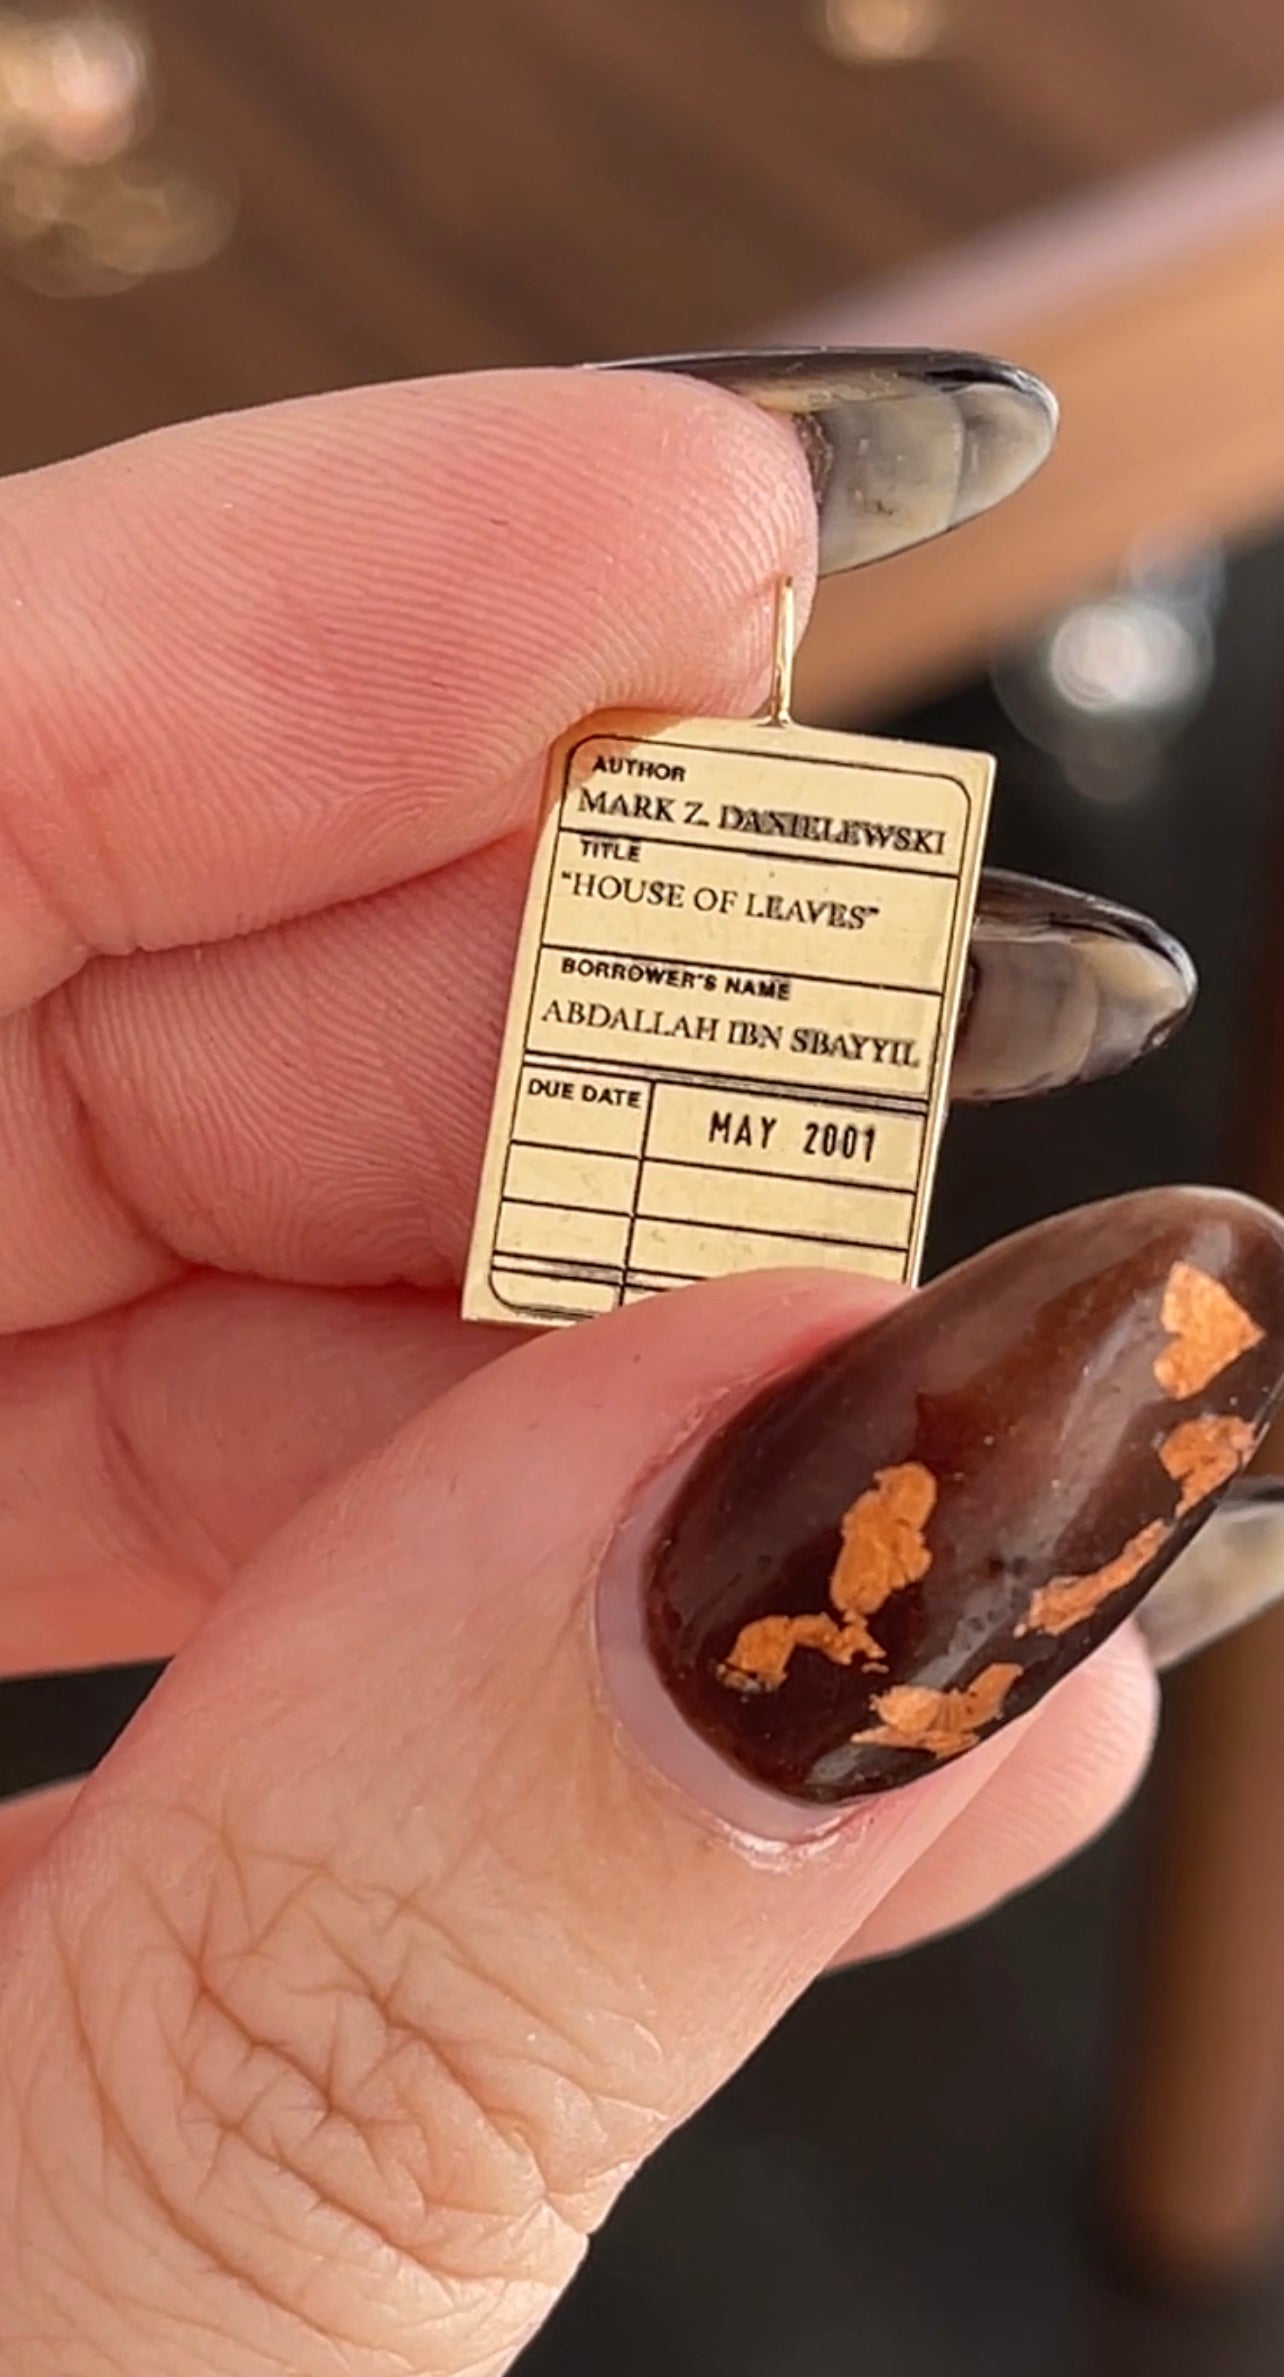 AUTHOR
MARK Z. DANIELEWSKI
TITLE
"HOUSE OF LEAVES"
BORROWER'S NAME
ABDALLAH IBN SBAYYIL
DUE DATE
MAY 2001